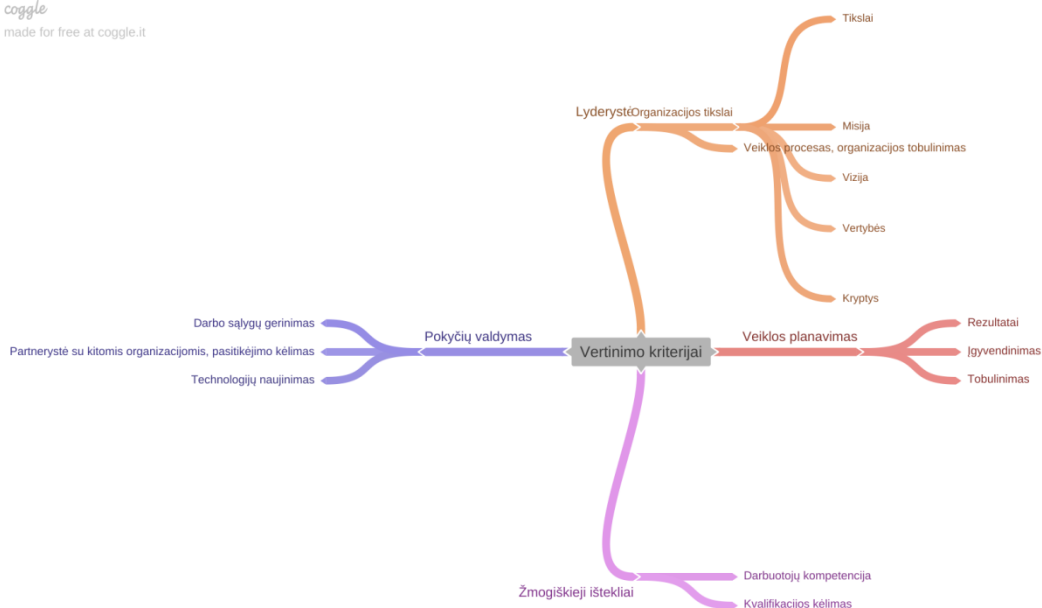 coggle
made for free at coggle.it
Tikslai
Lyderystė
Organizacijos tikslai
Misija
Veiklos procesas, organizacijos tobulinimas
Vizija
Vertybės
Kryptys
Darbo sąlygų gerinimas
Pokyčių valdymas
Partnerystė su kitomis organizacijomis, pasitikėjimo kėlimas
Technologijų naujinimas
Vertinimo kriterijai
Veiklos planavimas
Rezultatai
Įgyvendinimas
Tobulinimas
Žmogiškieji ištekliai
Darbuotojų kompetencija
Kvalifikacijos kėlimas